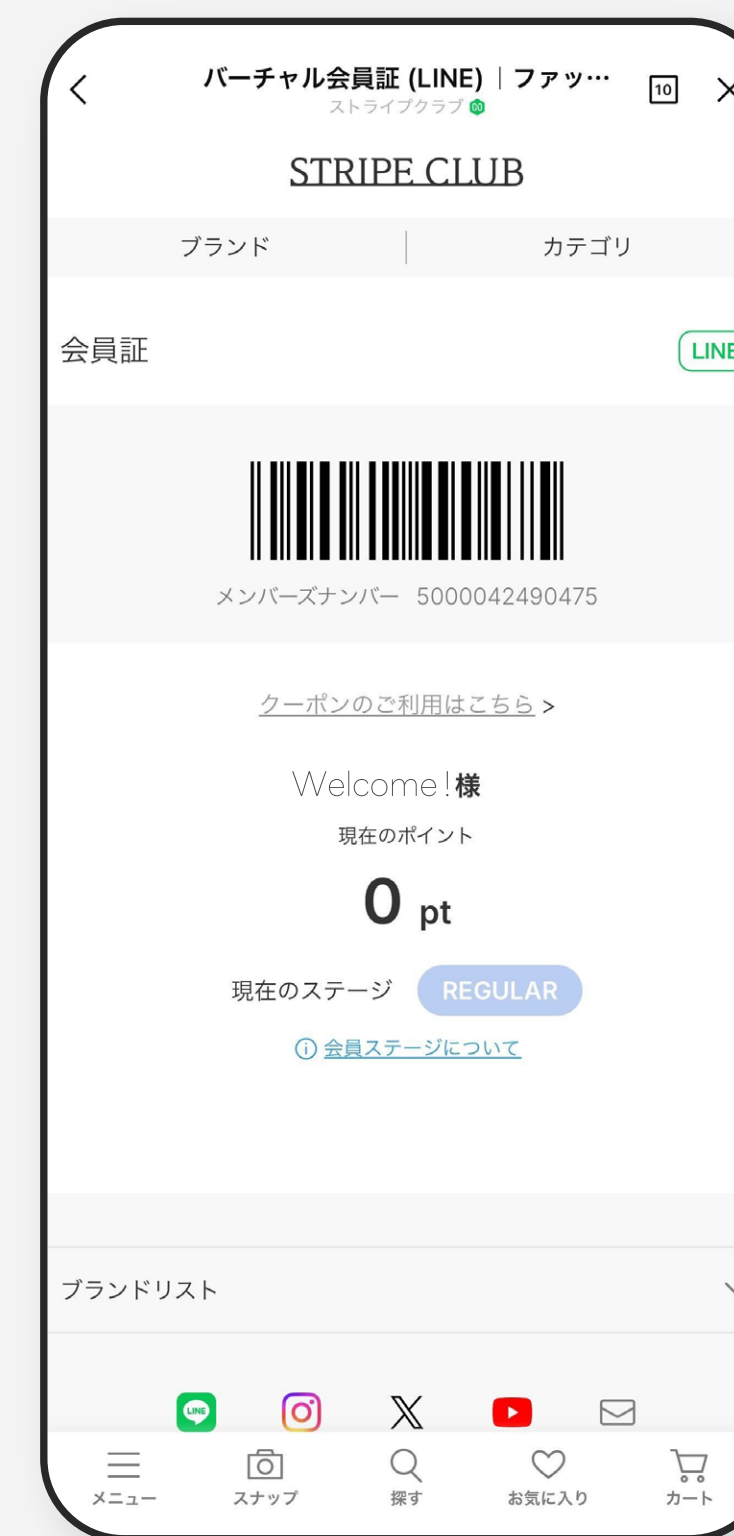 バーチャル会員証 (LINE)｜ファッ…
10
ストライプクラブ
STRIPE CLUB
ブランド
カテゴリ
会員証
LINE
メンバーズナンバー 5000042490475
クーポンのご利用はこちら >
Welcome!様
現在のポイント
0 pt
現在のステージ REGULAR
会員ステージについて
ブランドリスト
LINE
メニュー
スナップ
探す
お気に入り
カート